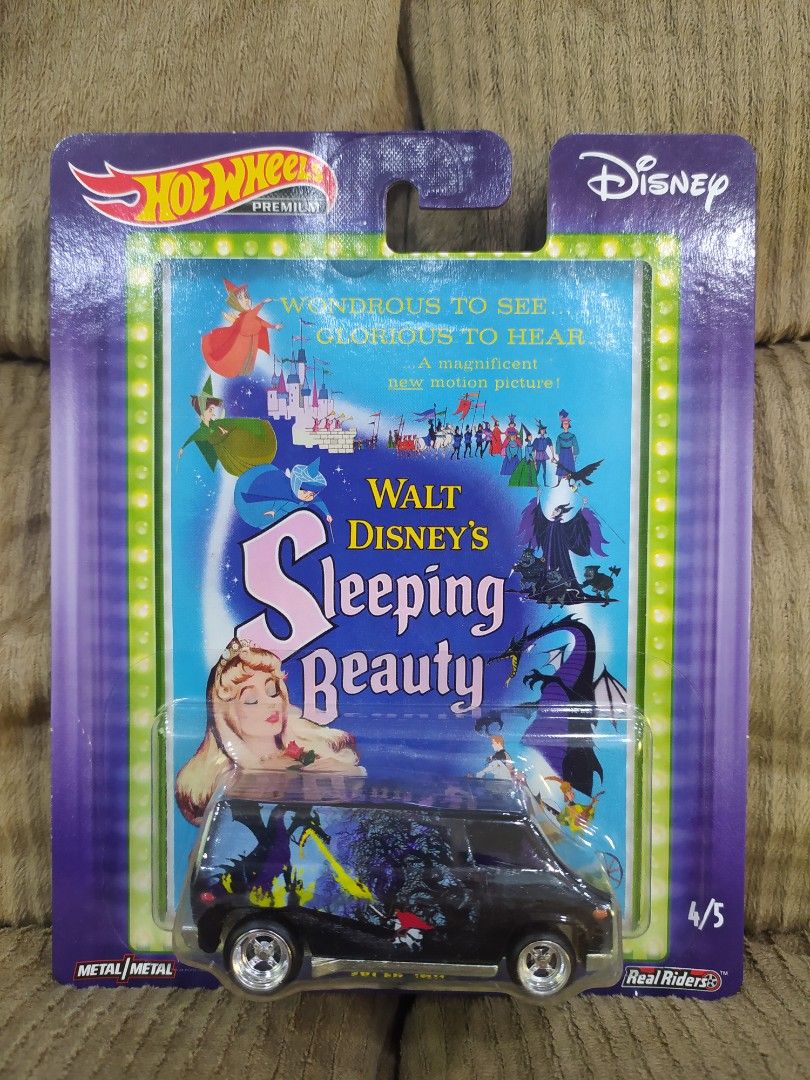 HOT WHEELS
PREMIUM
DISNEY
WONDROUS TO SEE...
GLORIOUS TO HEAR
...A magnificent
new motion picture!
WALT
DISNEY'S
Sleeping
Beauty
4/5
METAL/METAL
Real Riders™